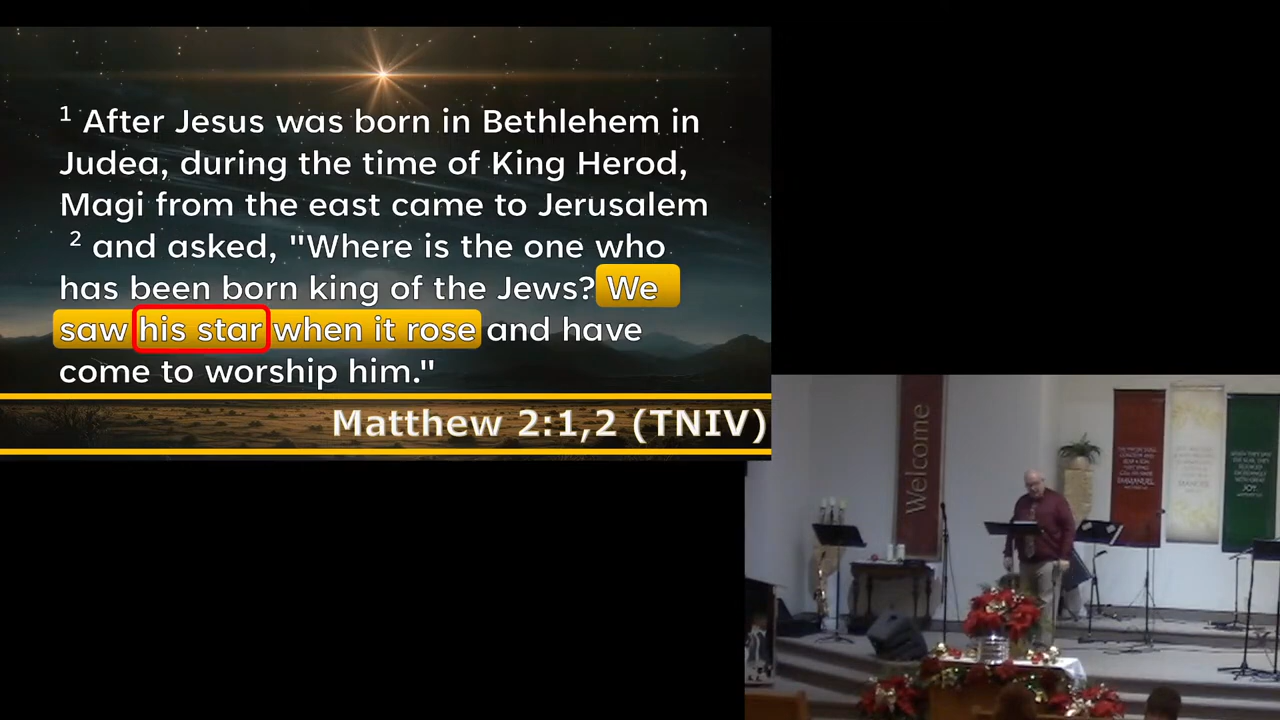 ¹ After Jesus was born in Bethlehem in
Judea, during the time of King Herod,
Magi from the east came to Jerusalem
² and asked, "Where is the one who
has been born king of the Jews? We
saw his star when it rose and have
come to worship him."
Matthew 2:1,2 (TNIV)
Welcome
EMMANUEL
JOY